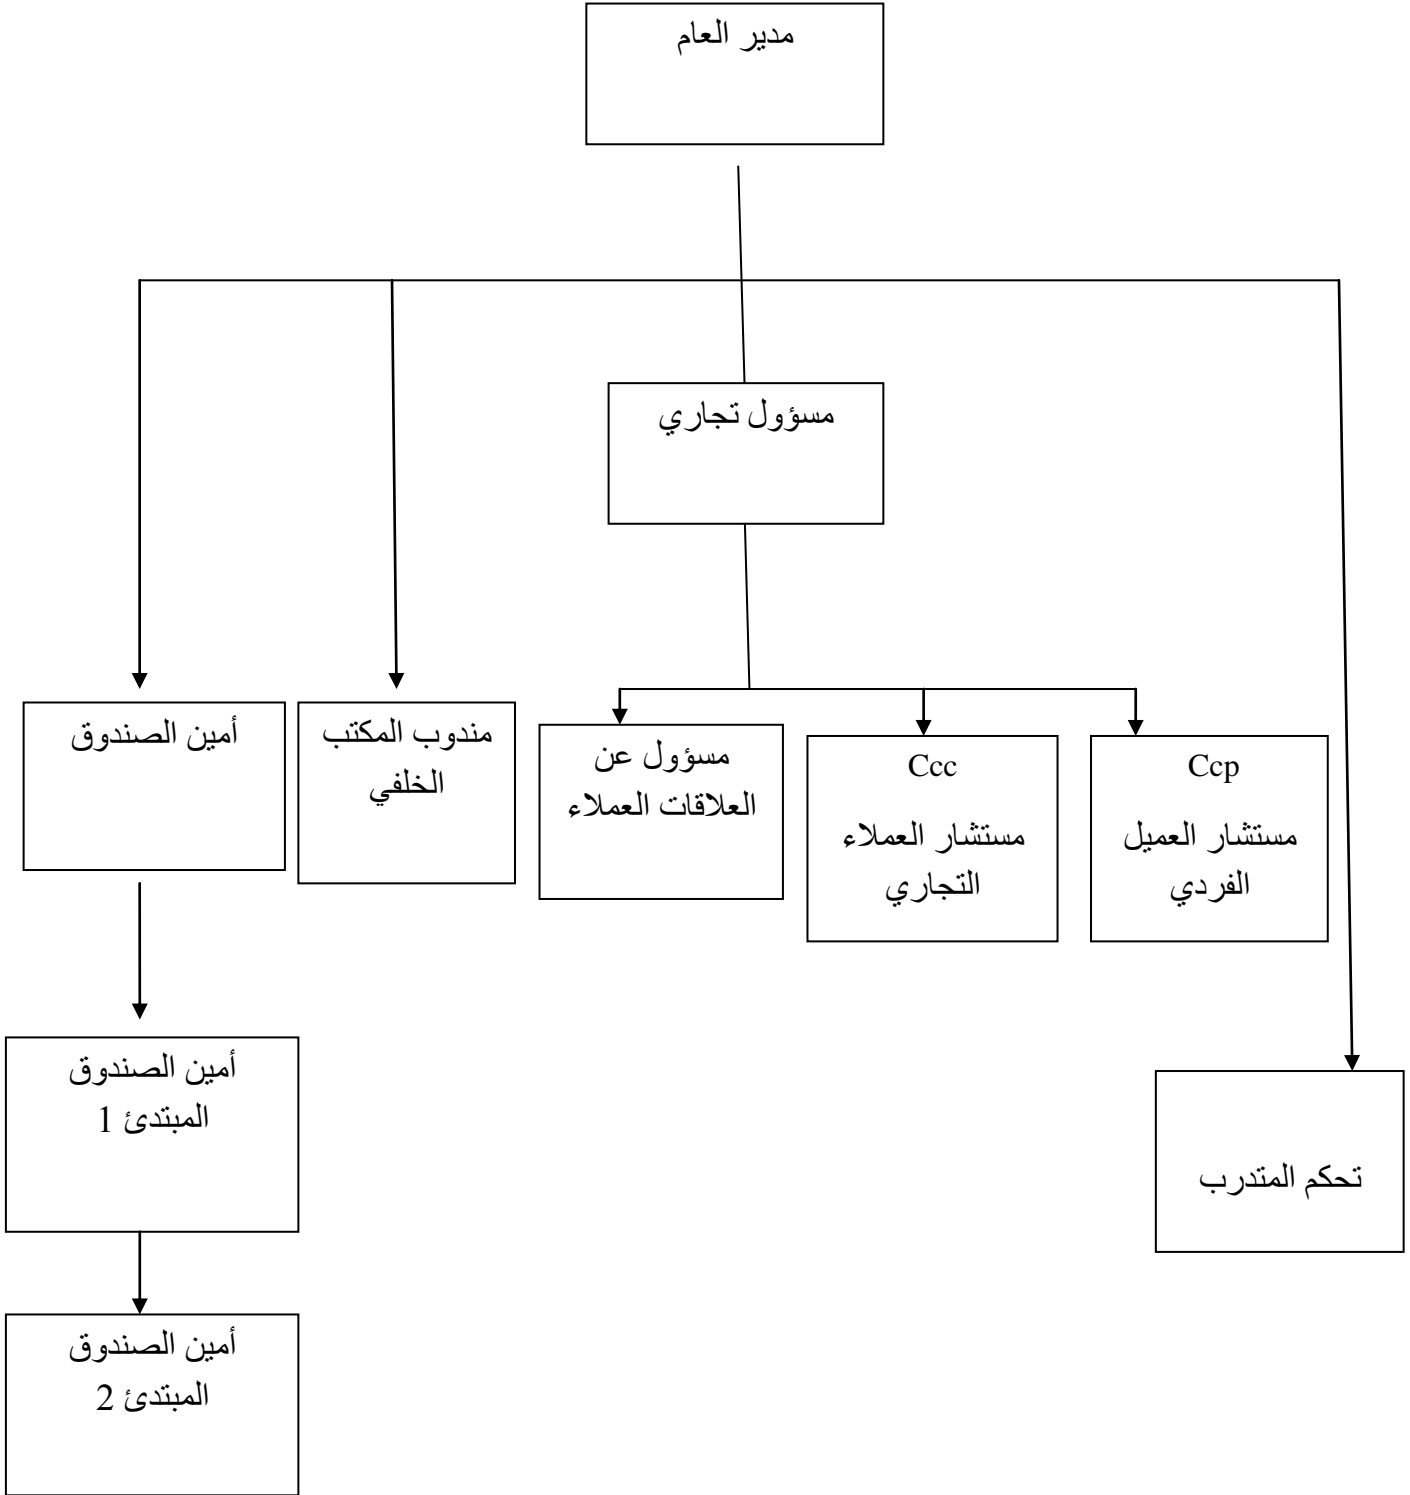 مدير العام
مسؤول تجاري
أمين الصندوق
مندوب المكتب
الخلفي
مسؤول عن
العلاقات العملاء
Ccc
مستشار العملاء
التجاري
Ccp
مستشار العميل
الفردي
أمين الصندوق
المبتدئ 1
تحكم المتدرب
أمين الصندوق
المبتدئ 2